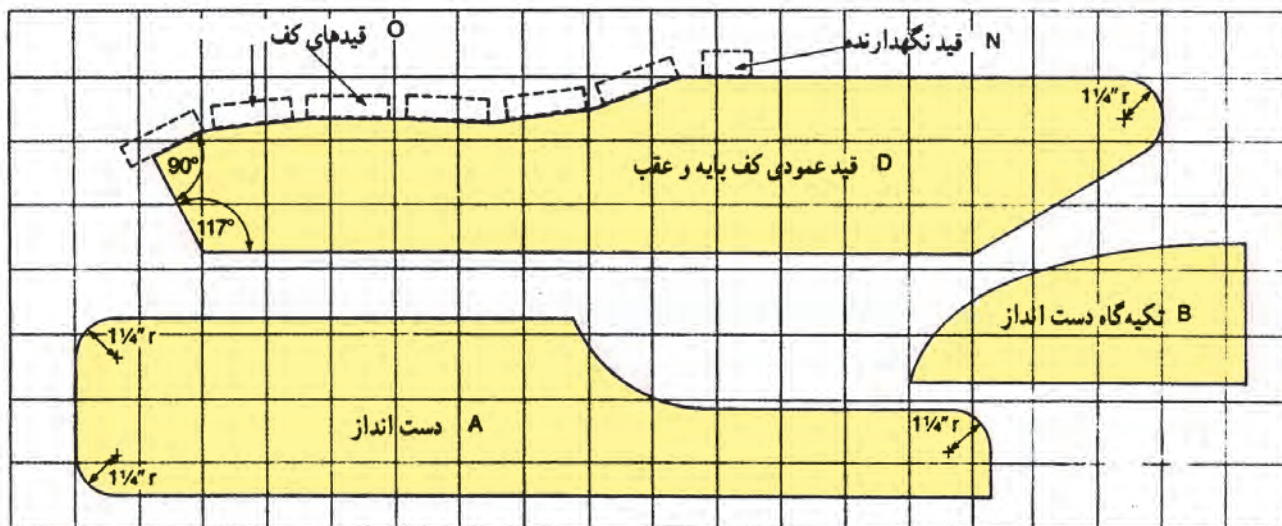 O قیدهای کف
N قید نگهدارنده
1¼" r
90°
D قید عمودی کف پایه و عقب
117°
B تکیه‌گاه دست انداز
1¼" r
A دست انداز
1¼" r
1¼" r